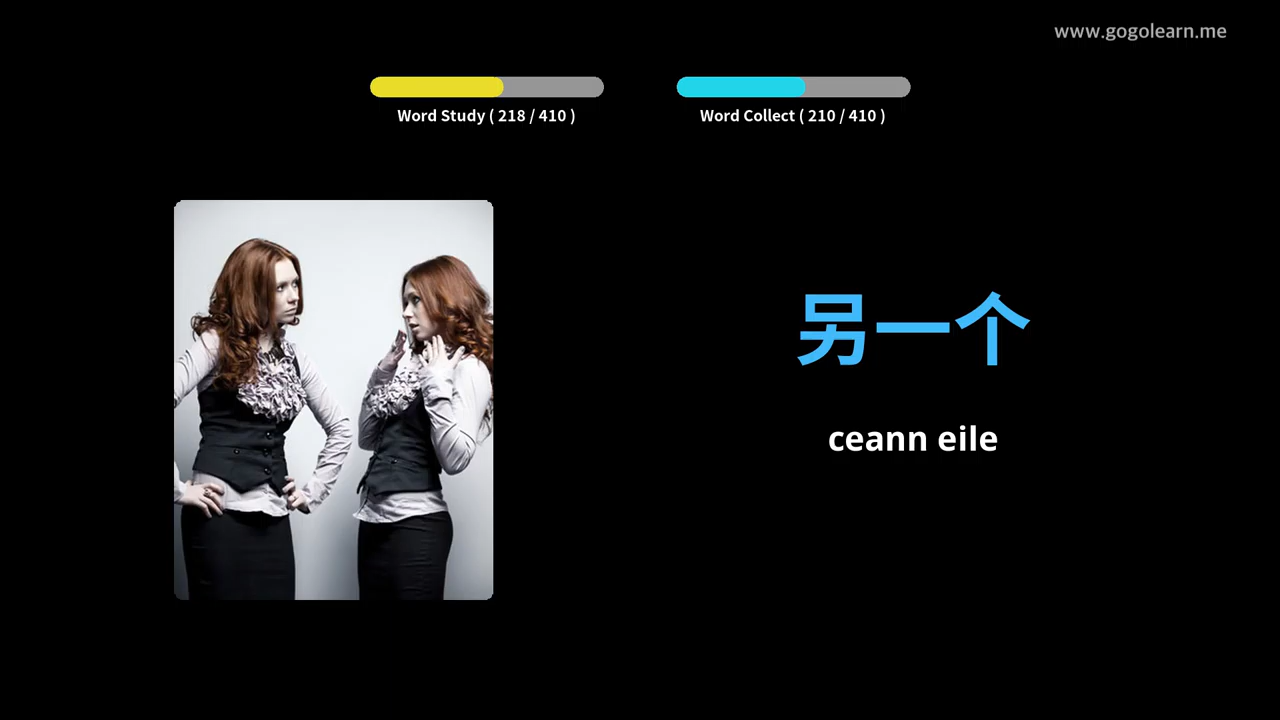 www.gogolearn.me
Word Study ( 218 / 410 )
Word Collect ( 210 / 410 )
另一个
ceann eile